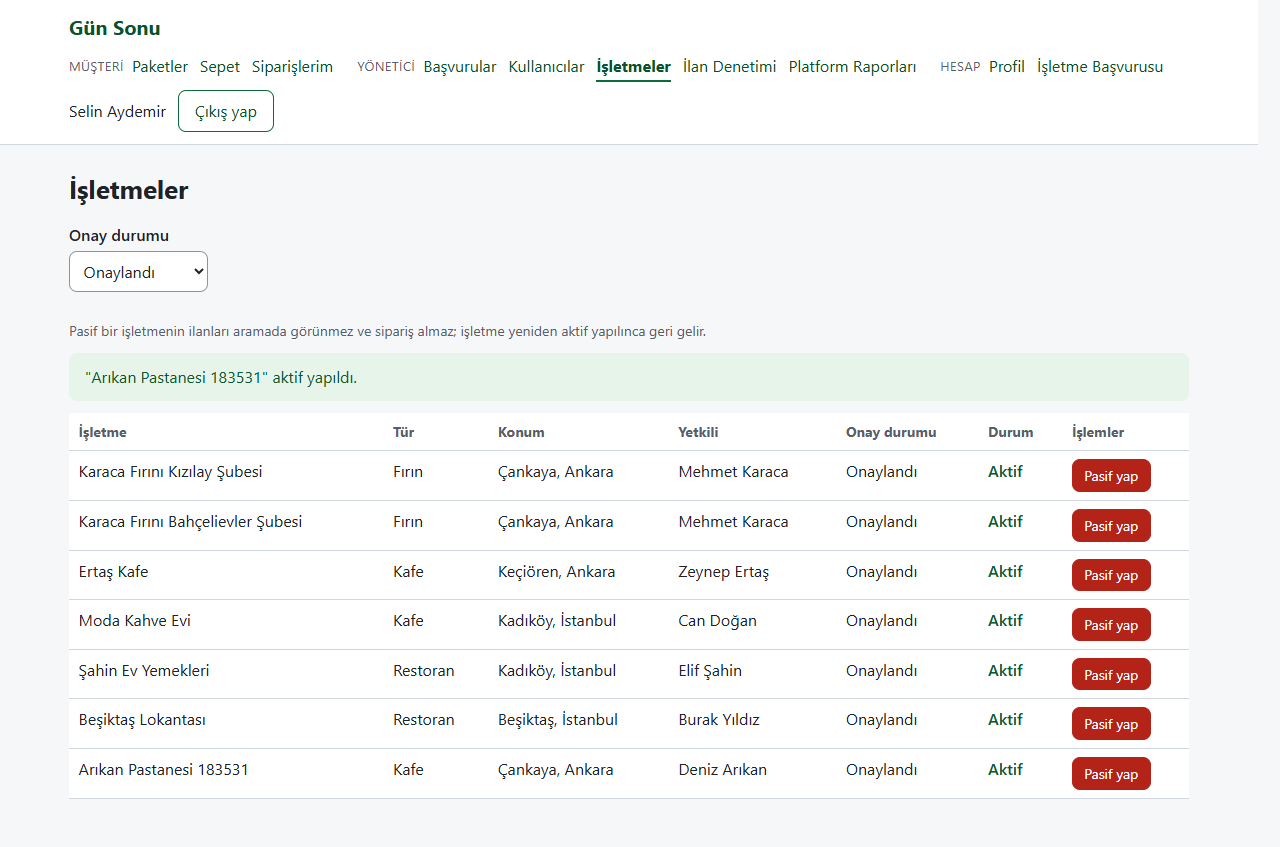 Gün Sonu
MÜŞTERİ Paketler Sepet Siparişlerim YÖNETİCİ Başvurular Kullanıcılar İşletmeler İlan Denetimi Platform Raporları HESAP Profil İşletme Başvurusu
Selin Aydemir Çıkış yap
İşletmeler
Onay durumu
Onaylandı
Pasif bir işletmenin ilanları aramada görünmez ve sipariş almaz; işletme yeniden aktif yapılınca geri gelir.
"Arıkan Pastanesi 183531" aktif yapıldı.
İşletme Tür Konum Yetkili Onay durumu Durum İşlemler
Karaca Fırını Kızılay Şubesi Fırın Çankaya, Ankara Mehmet Karaca Onaylandı Aktif Pasif yap
Karaca Fırını Bahçelievler Şubesi Fırın Çankaya, Ankara Mehmet Karaca Onaylandı Aktif Pasif yap
Ertaş Kafe Kafe Keçiören, Ankara Zeynep Ertaş Onaylandı Aktif Pasif yap
Moda Kahve Evi Kafe Kadıköy, İstanbul Can Doğan Onaylandı Aktif Pasif yap
Şahin Ev Yemekleri Restoran Kadıköy, İstanbul Elif Şahin Onaylandı Aktif Pasif yap
Beşiktaş Lokantası Restoran Beşiktaş, İstanbul Burak Yıldız Onaylandı Aktif Pasif yap
Arıkan Pastanesi 183531 Kafe Çankaya, Ankara Deniz Arıkan Onaylandı Aktif Pasif yap